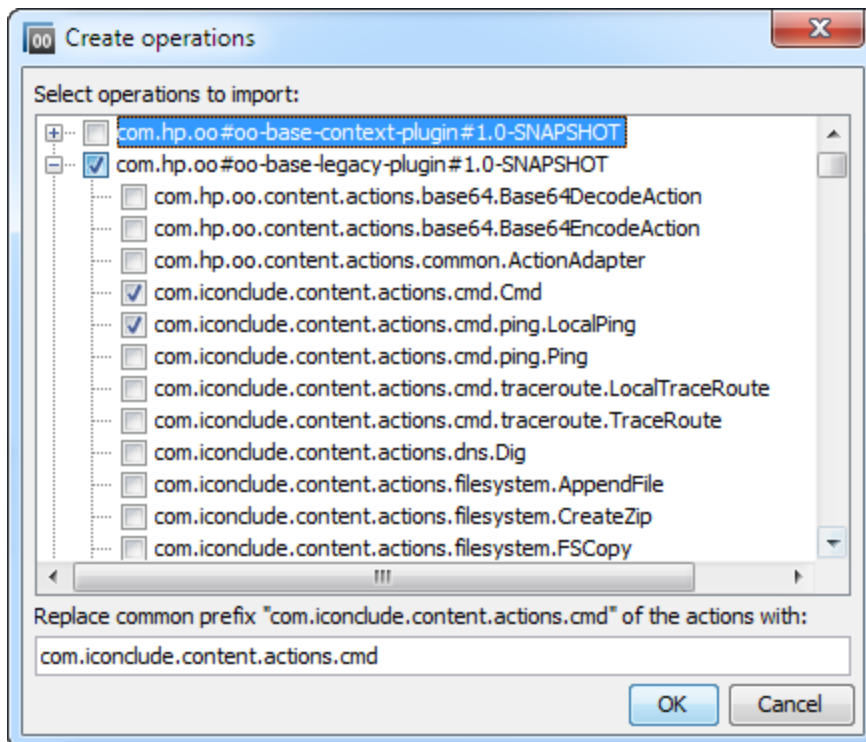 oo Create operations
Select operations to import:
com.hp.oo#oo-base-context-plugin#1.0-SNAPSHOT
com.hp.oo#oo-base-legacy-plugin#1.0-SNAPSHOT
com.hp.oo.content.actions.base64.Base64DecodeAction
com.hp.oo.content.actions.base64.Base64EncodeAction
com.hp.oo.content.actions.common.ActionAdapter
com.iconclude.content.actions.cmd.Cmd
com.iconclude.content.actions.cmd.ping.LocalPing
com.iconclude.content.actions.cmd.ping.Ping
com.iconclude.content.actions.cmd.traceroute.LocalTraceRoute
com.iconclude.content.actions.cmd.traceroute.TraceRoute
com.iconclude.content.actions.dns.Dig
com.iconclude.content.actions.filesystem.AppendFile
com.iconclude.content.actions.filesystem.CreateZip
com.iconclude.content.actions.filesystem.FSCopy
Replace common prefix "com.iconclude.content.actions.cmd" of the actions with:
com.iconclude.content.actions.cmd
OK Cancel